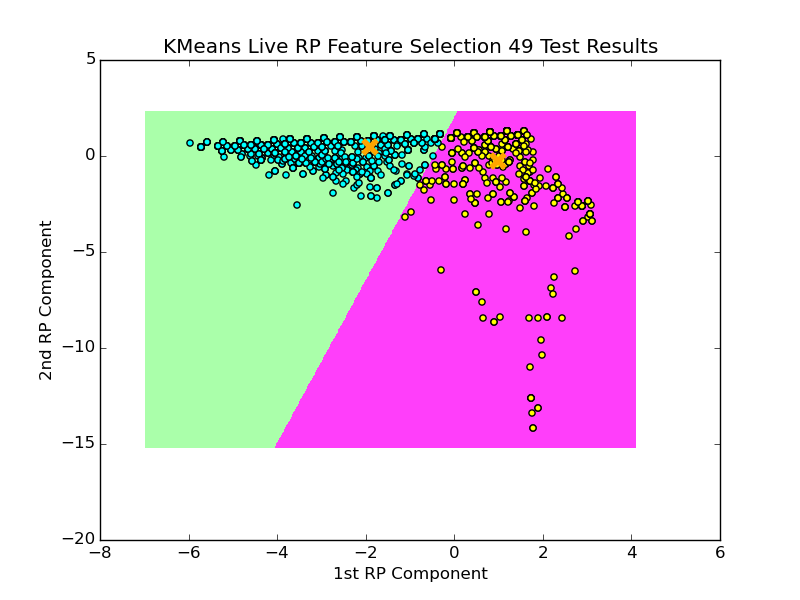 KMeans Live RP Feature Selection 49 Test Results
5
0
−5
−10
−15
−20
2nd RP Component
−8 −6 −4 −2 0 2 4 6
1st RP Component